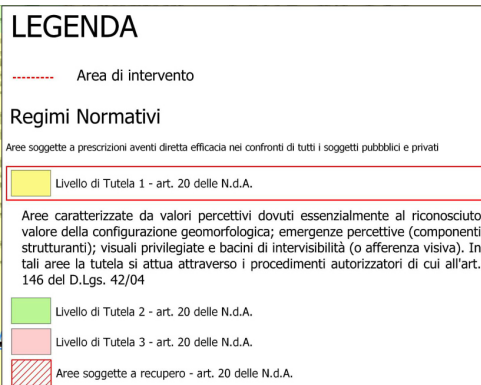 LEGENDA
Area di intervento
Regimi Normativi
Aree soggette a prescrizioni aventi diretta efficacia nei confronti di tutti i soggetti pubblici e privati
Livello di Tutela 1 - art. 20 delle N.d.A.
Aree caratterizzate da valori percettivi dovuti essenzialmente al riconosciuto
valore della configurazione geomorfologica; emergenze percettive (componenti
strutturanti); visuali privilegiate e bacini di intervisibilità (o afferenza visiva). In
tali aree la tutela si attua attraverso i procedimenti autorizzatori di cui all'art.
146 del D.Lgs. 42/04
Livello di Tutela 2 - art. 20 delle N.d.A.
Livello di Tutela 3 - art. 20 delle N.d.A.
Aree soggette a recupero - art. 20 delle N.d.A.